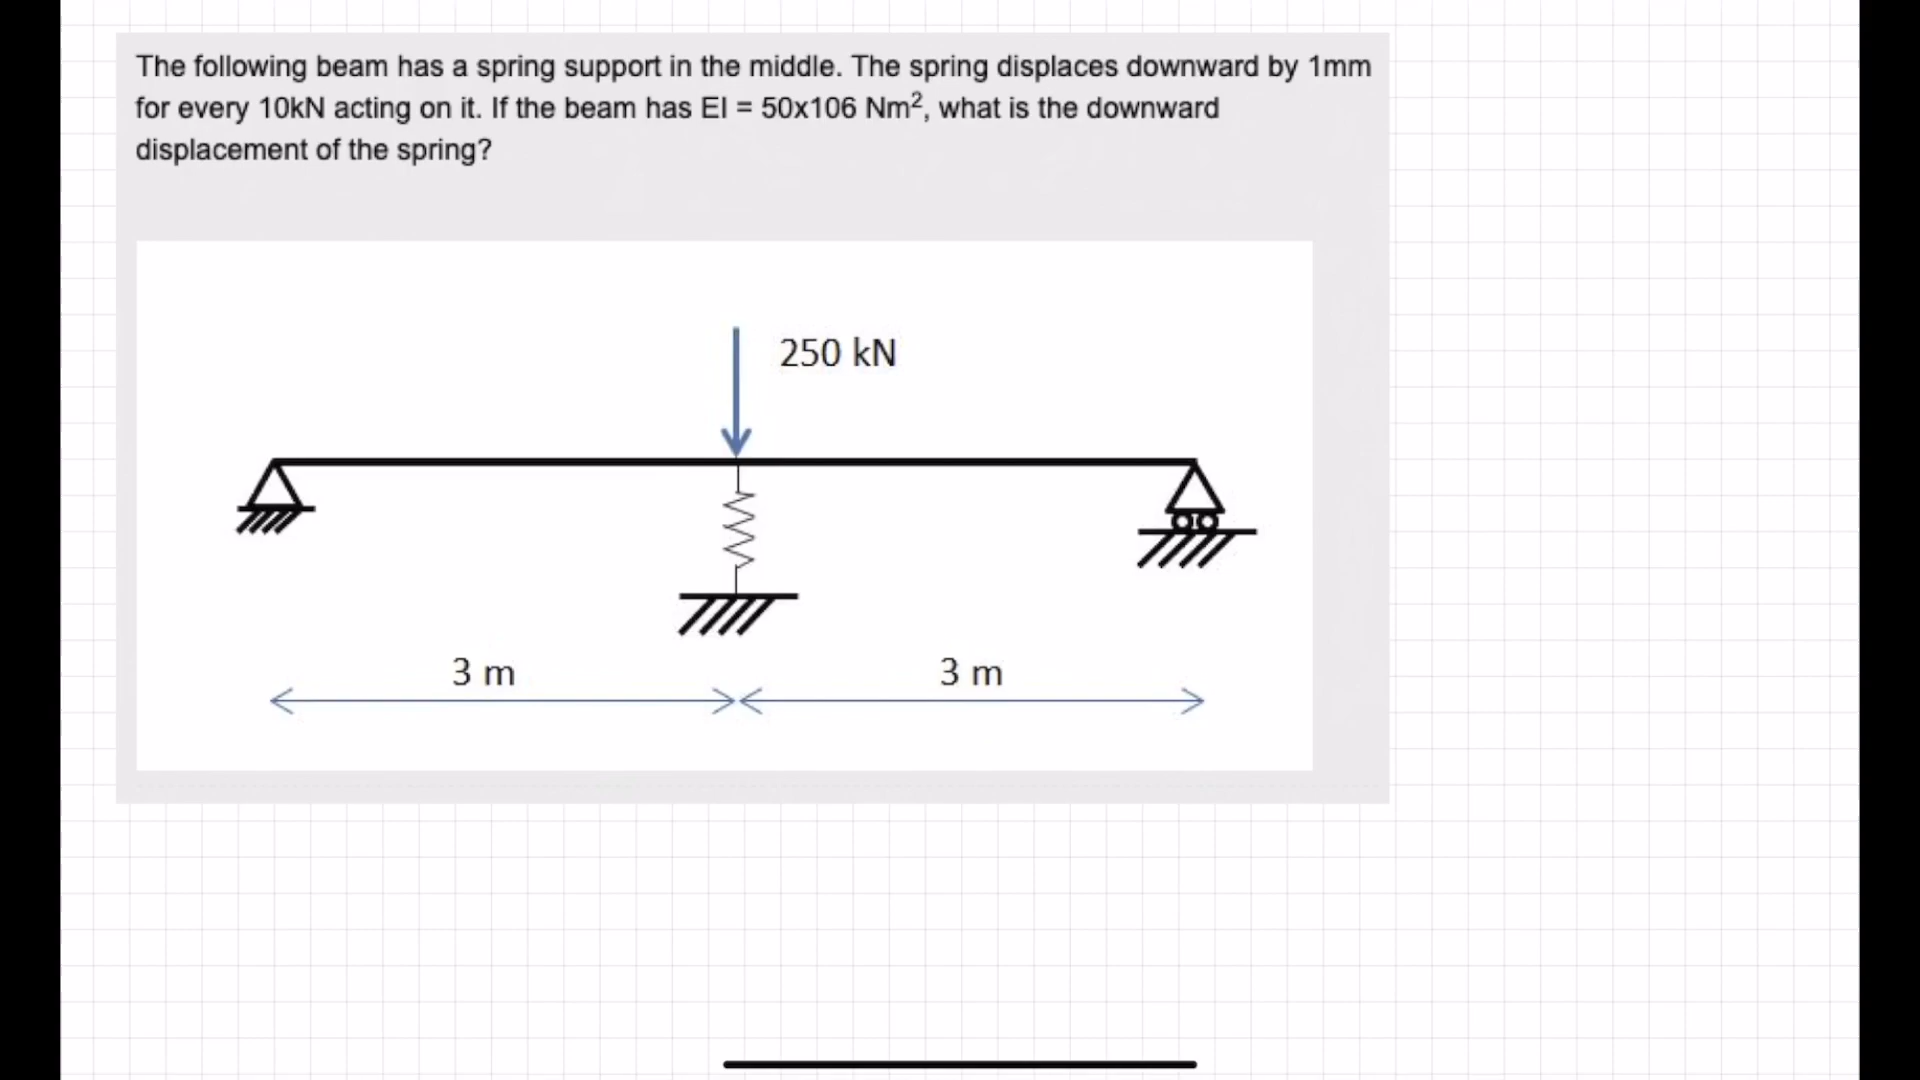 The following beam has a spring support in the middle. The spring displaces downward by 1mm
for every 10kN acting on it. If the beam has EI = 50x106 Nm², what is the downward
displacement of the spring?
250 kN
3 m
3 m